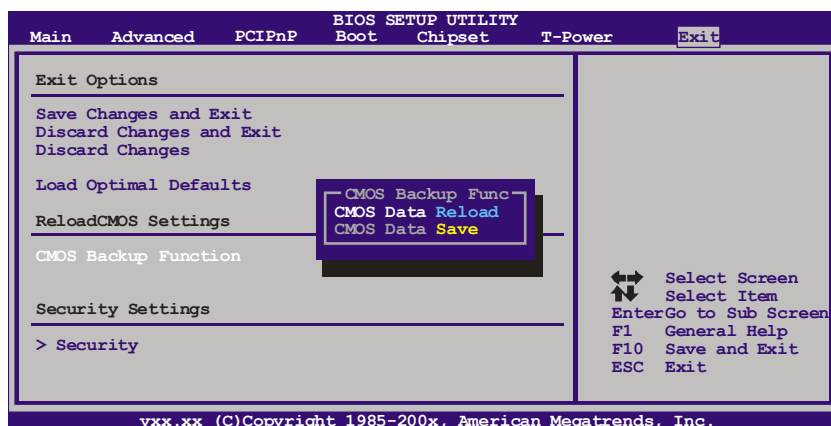 BIOS SETUP UTILITY
Main Advanced PCIPnP Boot Chipset T-Power Exit
Exit Options
Save Changes and Exit
Discard Changes and Exit
Discard Changes
Load Optimal Defaults
ReloadCMOS Settings
CMOS Backup Function
CMOS Backup Func
CMOS Data Reload
CMOS Data Save
Security Settings
> Security
Select Screen
Select Item
EnterGo to Sub Screen
F1 General Help
F10 Save and Exit
ESC Exit
vxx.xx (C)Copyright 1985-200x, American Megatrends, Inc.